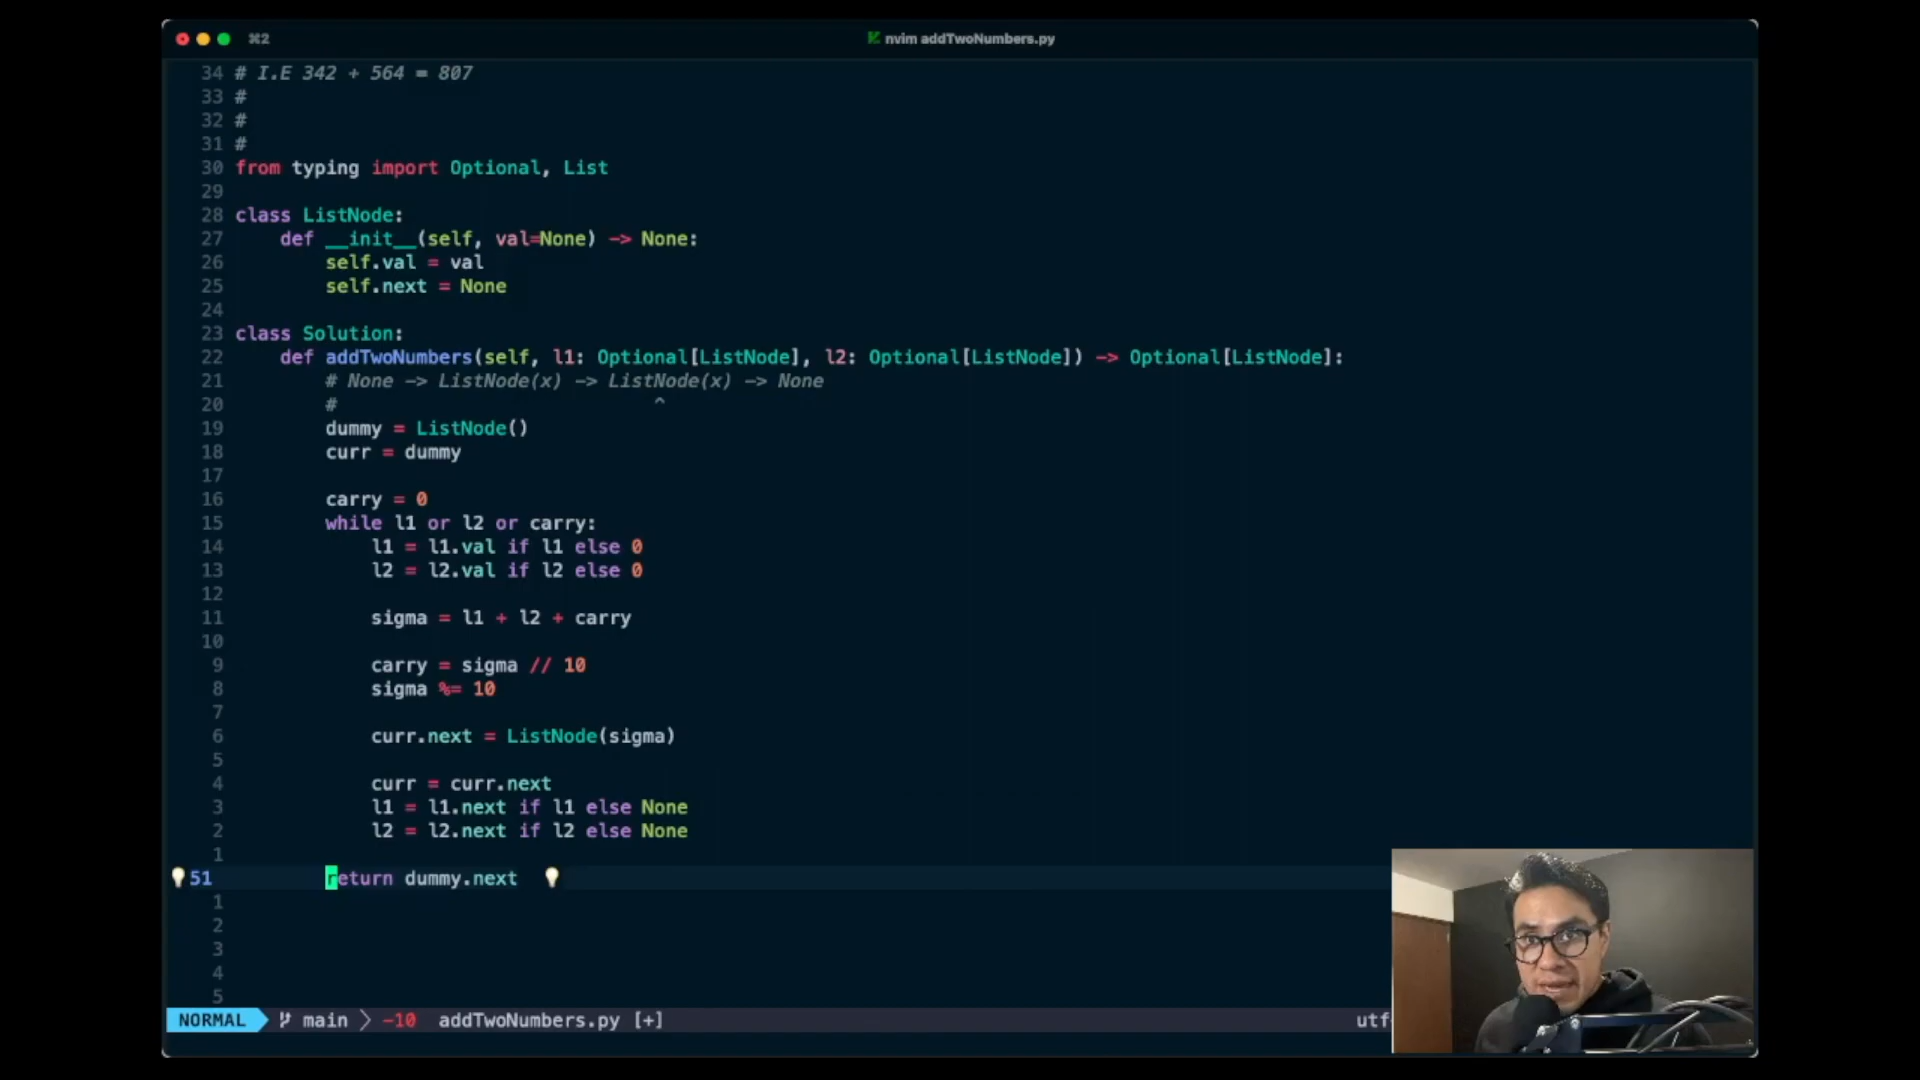 ⌘2
nvim addTwoNumbers.py
34 # I.E 342 + 564 = 807
33 #
32 #
31 #
30 from typing import Optional, List
29
28 class ListNode:
27     def __init__(self, val=None) -> None:
26         self.val = val
25         self.next = None
24
23 class Solution:
22     def addTwoNumbers(self, l1: Optional[ListNode], l2: Optional[ListNode]) -> Optional[ListNode]:
21         # None -> ListNode(x) -> ListNode(x) -> None
20         #                            ^
19         dummy = ListNode()
18         curr = dummy
17
16         carry = 0
15         while l1 or l2 or carry:
14             l1 = l1.val if l1 else 0
13             l2 = l2.val if l2 else 0
12
11             sigma = l1 + l2 + carry
10
9             carry = sigma // 10
8             sigma %= 10
7
6             curr.next = ListNode(sigma)
5
4             curr = curr.next
3             l1 = l1.next if l1 else None
2             l2 = l2.next if l2 else None
1
51         return dummy.next
1
2
3
4
5
NORMAL main -10 addTwoNumbers.py [+] utf